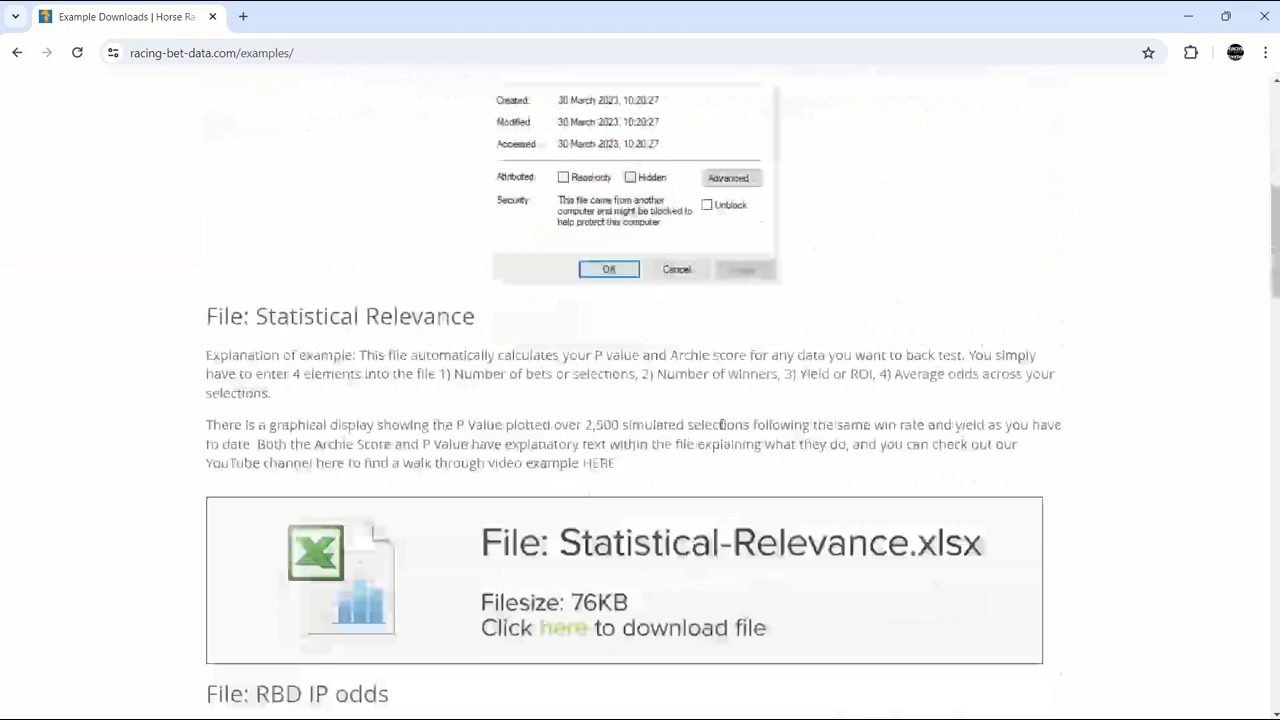 Example Downloads | Horse Ra
racing-bet-data.com/examples/
Created: 30 March 2023, 10:20:27
Modified: 30 March 2023, 10:20:27
Accessed: 30 March 2023, 10:20:27
Attributes: Read-only Hidden Advanced...
Security: This file came from another
computer and might be blocked to
help protect this computer.
Unblock
OK Cancel
File: Statistical Relevance
Explanation of example: This file automatically calculates your P value and Archie score for any data you want to back test. You simply
have to enter 4 elements into the file 1) Number of bets or selections, 2) Number of winners, 3) Yield or ROI, 4) Average odds across your
selections.
There is a graphical display showing the P Value plotted over 2,500 simulated selections following the same win rate and yield as you have
to date. Both the Archie Score and P Value have explanatory text within the file explaining what they do, and you can check out our
YouTube channel here to find a walk through video example HERE
File: Statistical-Relevance.xlsx
Filesize: 76KB
Click here to download file
File: RBD IP odds